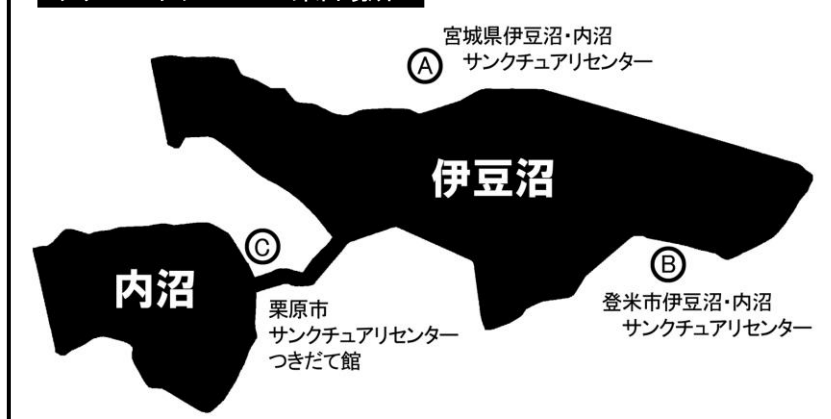 宮城県伊豆沼・内沼
サンクチュアリセンター
Ⓐ
伊豆沼
Ⓒ
内沼
Ⓑ
栗原市
サンクチュアリセンター
つきだて館
登米市伊豆沼・内沼
サンクチュアリセンター